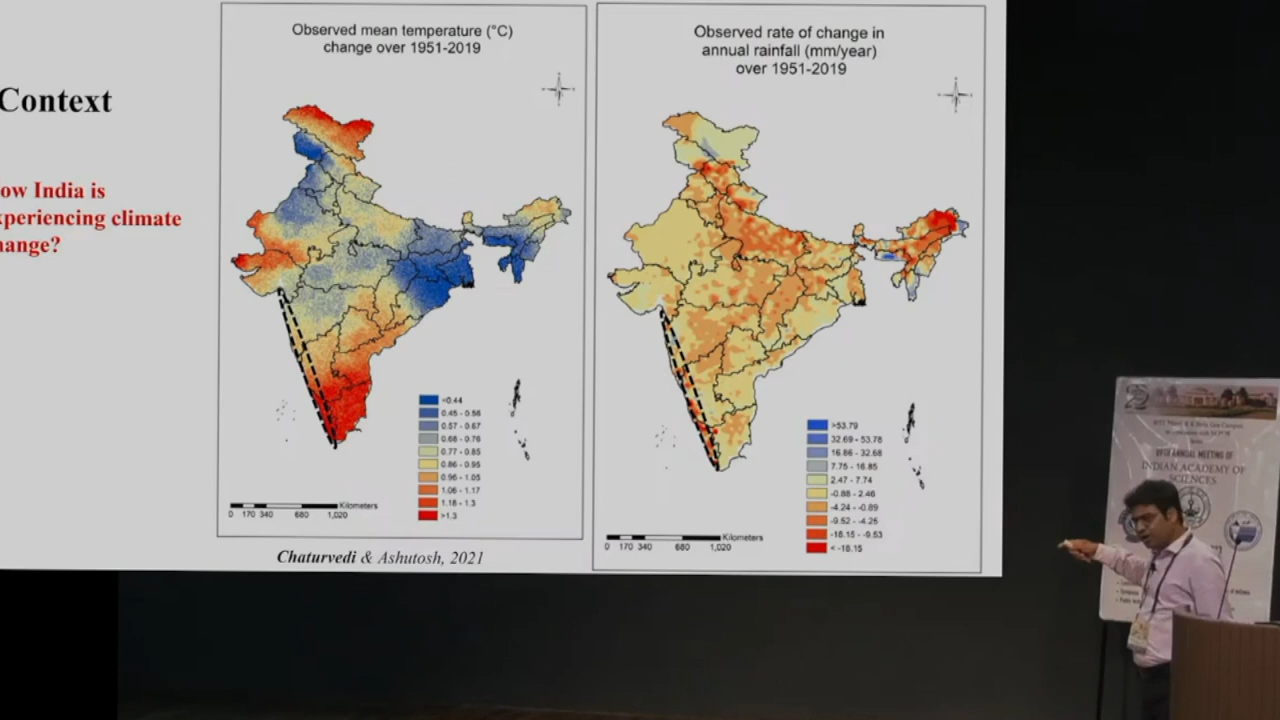 Context
ow India is
xperiencing climate
hange?
Observed mean temperature (°C)
change over 1951-2019
<0.44
0.45 - 0.56
0.57 - 0.67
0.68 - 0.76
0.77 - 0.85
0.86 - 0.95
0.96 - 1.05
1.06 - 1.17
1.18 - 1.3
>1.3
Kilometers
0 170 340 680 1,020
Chaturvedi & Ashutosh, 2021
Observed rate of change in
annual rainfall (mm/year)
over 1951-2019
>53.79
32.69 - 53.78
16.86 - 32.68
7.75 - 16.85
2.47 - 7.74
-0.88 - 2.46
-4.24 - -0.89
-9.52 - -4.25
-18.15 - -9.53
< -18.15
Kilometers
0 170 340 680 1,020
ANNUAL MEETING OF
INDIAN ACADEMY OF
SCIENCES